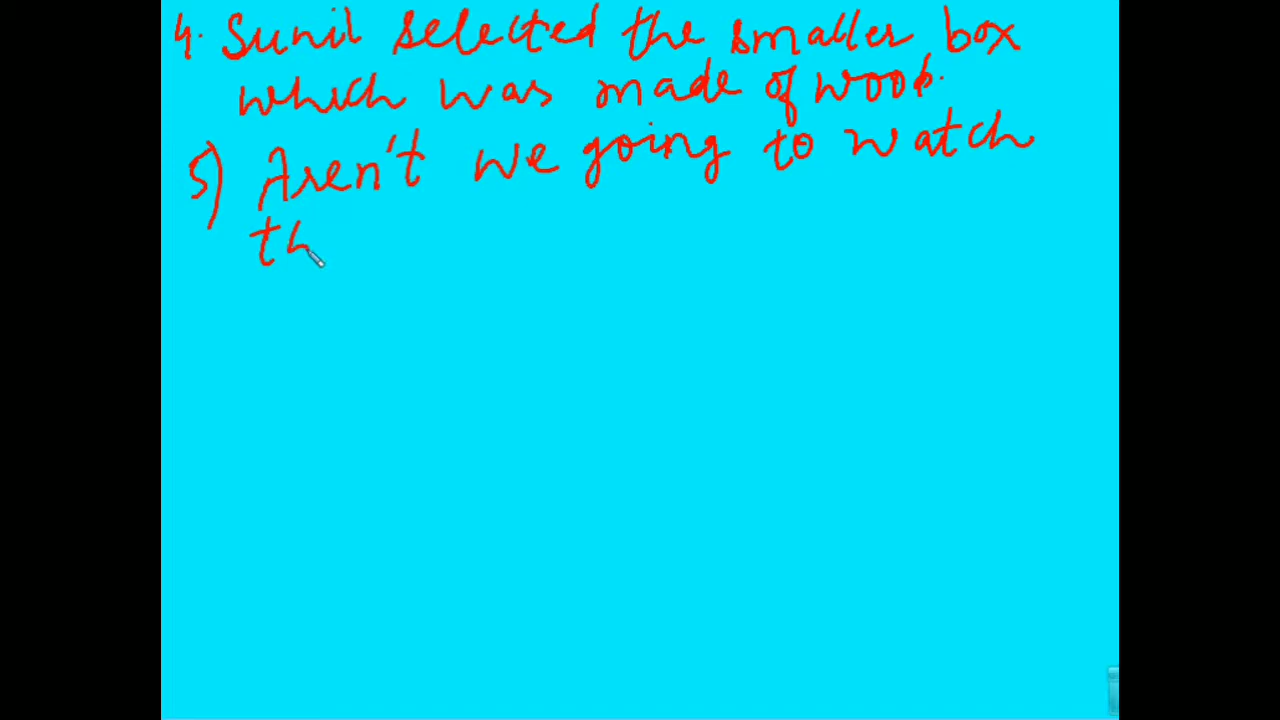 4. Sunil selected the smaller box
which was made of wood.
5) Aren't we going to watch
th